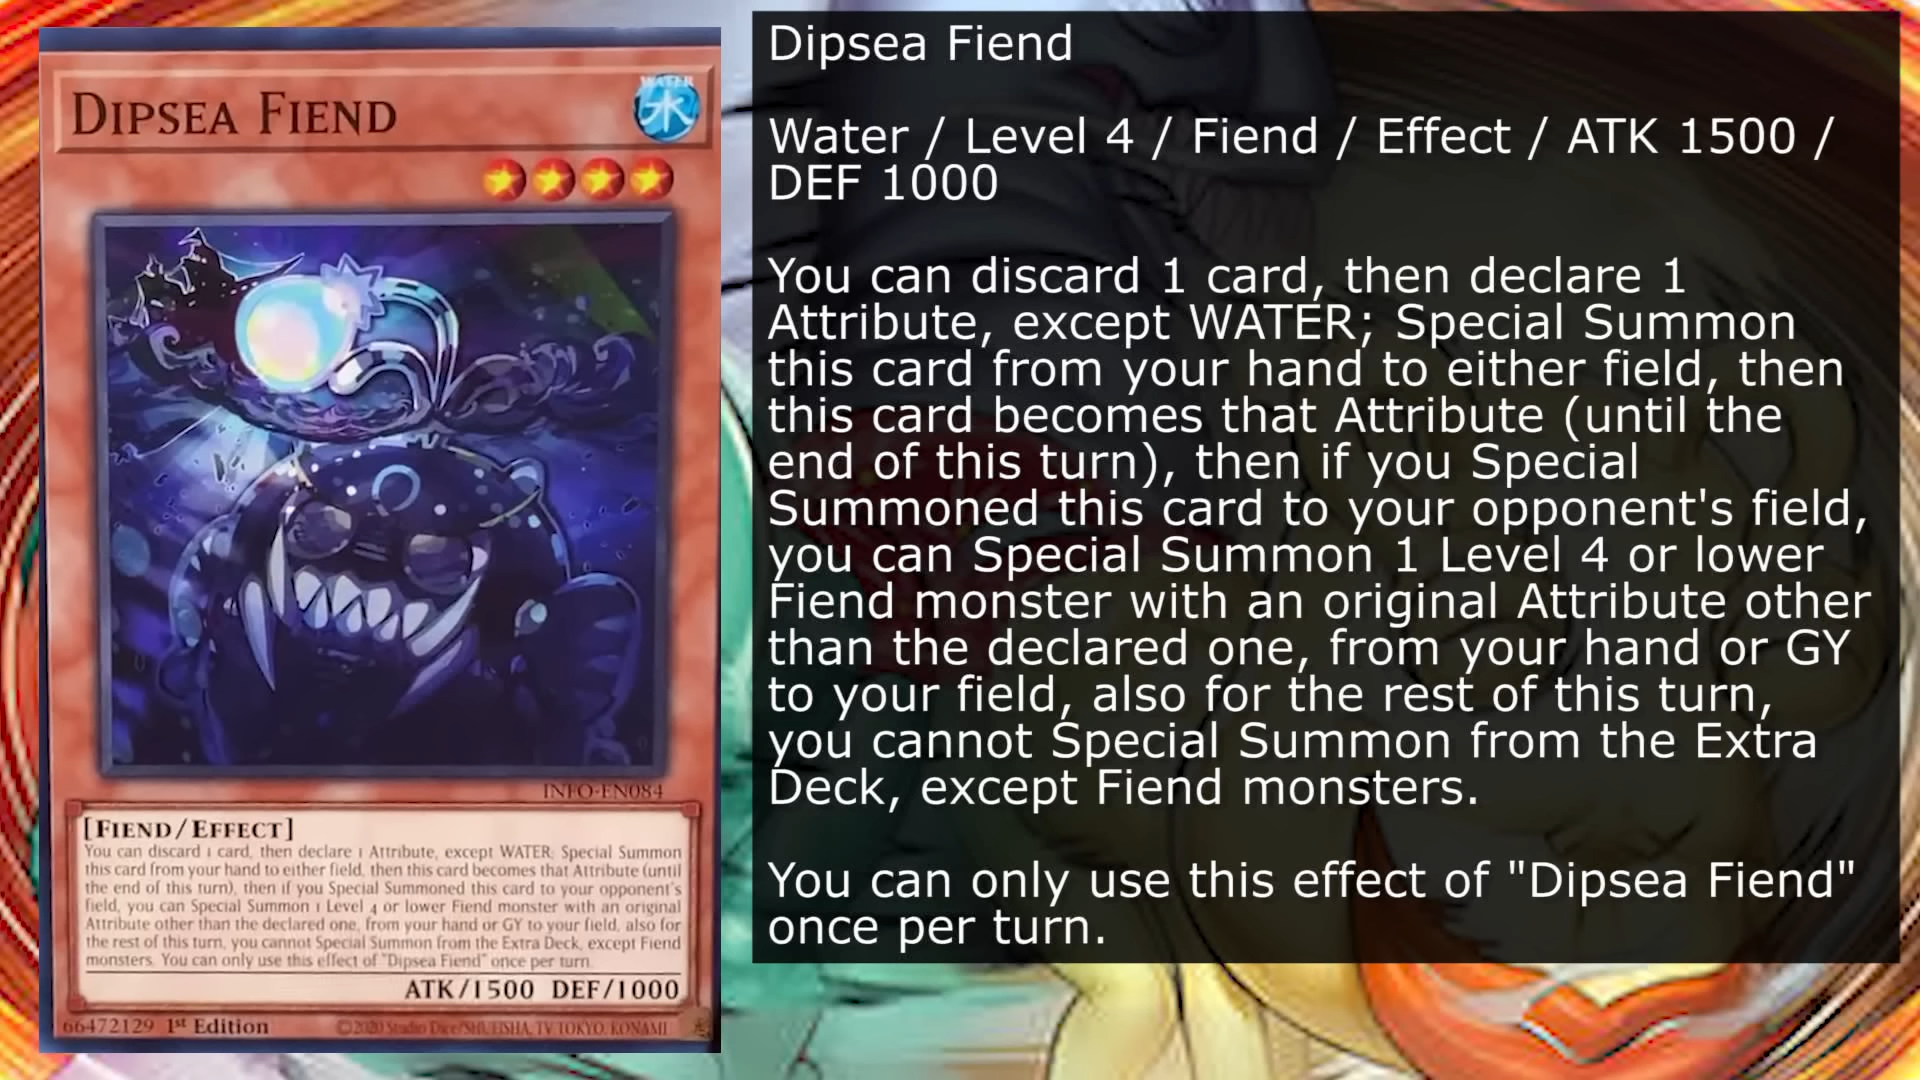 DIPSEA FIEND
WATER
水
INFO-EN084
[FIEND/EFFECT]
You can discard 1 card, then declare 1 Attribute, except WATER; Special Summon
this card from your hand to either field, then this card becomes that Attribute (until
the end of this turn), then if you Special Summoned this card to your opponent's
field, you can Special Summon 1 Level 4 or lower Fiend monster with an original
Attribute other than the declared one, from your hand or GY to your field, also for
the rest of this turn, you cannot Special Summon from the Extra Deck, except Fiend
monsters. You can only use this effect of "Dipsea Fiend" once per turn.
ATK/1500 DEF/1000
66472129 1st Edition
©2020 Studio Dice/SHUEISHA, TV TOKYO, KONAMI
Dipsea Fiend
Water / Level 4 / Fiend / Effect / ATK 1500 /
DEF 1000
You can discard 1 card, then declare 1
Attribute, except WATER; Special Summon
this card from your hand to either field, then
this card becomes that Attribute (until the
end of this turn), then if you Special
Summoned this card to your opponent's field,
you can Special Summon 1 Level 4 or lower
Fiend monster with an original Attribute other
than the declared one, from your hand or GY
to your field, also for the rest of this turn,
you cannot Special Summon from the Extra
Deck, except Fiend monsters.
You can only use this effect of "Dipsea Fiend"
once per turn.